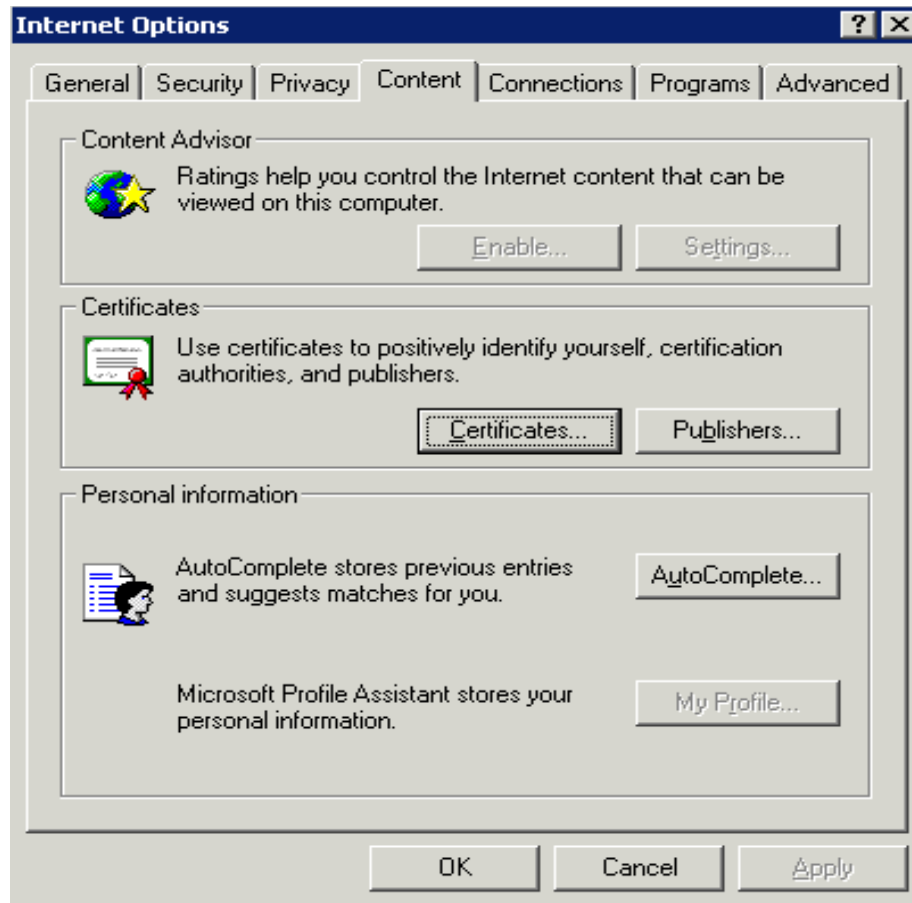 Internet Options
General Security Privacy Content Connections Programs Advanced
Content Advisor
Ratings help you control the Internet content that can be
viewed on this computer.
Enable... Settings...
Certificates
Use certificates to positively identify yourself, certification
authorities, and publishers.
Certificates... Publishers...
Personal information
AutoComplete stores previous entries
and suggests matches for you.
AutoComplete...
Microsoft Profile Assistant stores your
personal information.
My Profile...
OK Cancel Apply